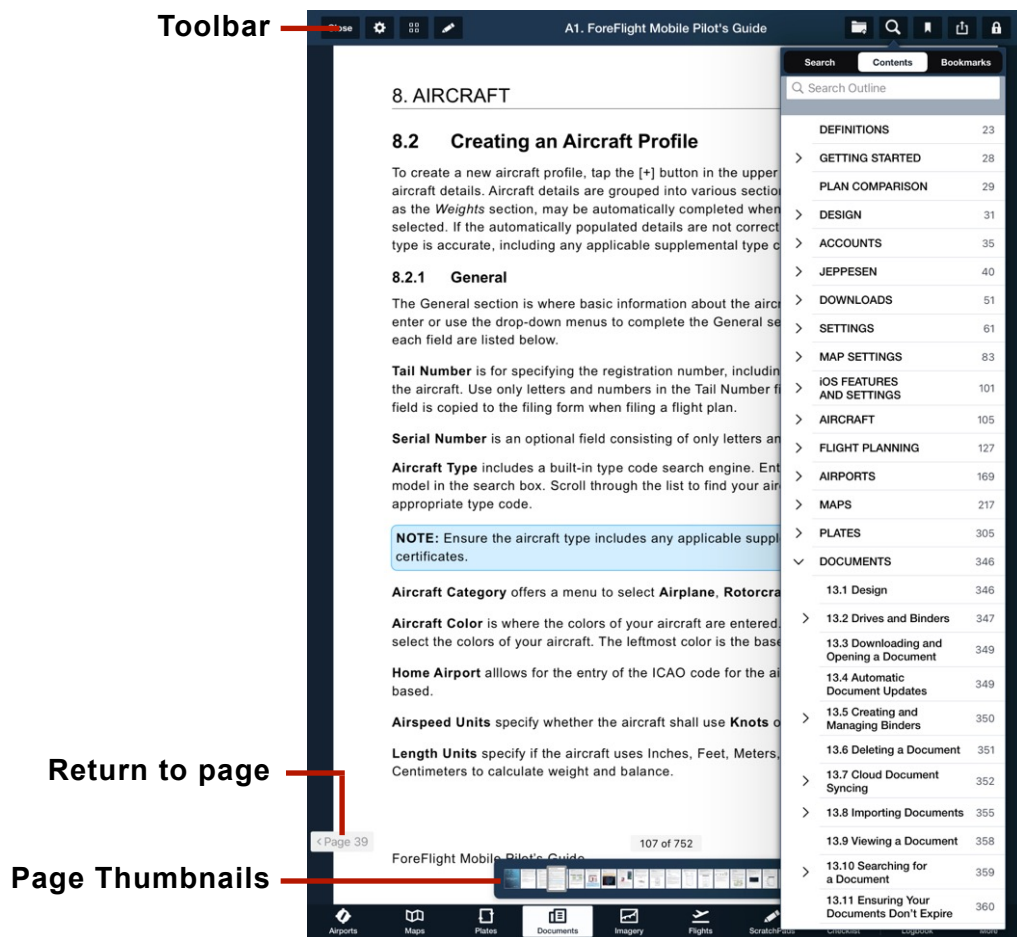 Toolbar
Close
A1. ForeFlight Mobile Pilot's Guide
8. AIRCRAFT
8.2 Creating an Aircraft Profile
To create a new aircraft profile, tap the [+] button in the upper
aircraft details. Aircraft details are grouped into various section
as the Weights section, may be automatically completed when
selected. If the automatically populated details are not correct
type is accurate, including any applicable supplemental type c
8.2.1 General
The General section is where basic information about the aircr
enter or use the drop-down menus to complete the General se
each field are listed below.
Tail Number is for specifying the registration number, includin
the aircraft. Use only letters and numbers in the Tail Number fi
field is copied to the filing form when filing a flight plan.
Serial Number is an optional field consisting of only letters an
Aircraft Type includes a built-in type code search engine. Ent
model in the search box. Scroll through the list to find your air
appropriate type code.
NOTE: Ensure the aircraft type includes any applicable suppl
certificates.
Aircraft Category offers a menu to select Airplane, Rotorcra
Aircraft Color is where the colors of your aircraft are entered.
select the colors of your aircraft. The leftmost color is the base
Home Airport alllows for the entry of the ICAO code for the ai
based.
Airspeed Units specify whether the aircraft shall use Knots o
Length Units specify if the aircraft uses Inches, Feet, Meters,
Centimeters to calculate weight and balance.
Return to page
< Page 39
107 of 752
ForeFlight Mobile Pilot's Guide
Page Thumbnails
Search Contents Bookmarks
Search Outline
DEFINITIONS 23
GETTING STARTED 28
PLAN COMPARISON 29
DESIGN 31
ACCOUNTS 35
JEPPESEN 40
DOWNLOADS 51
SETTINGS 61
MAP SETTINGS 83
iOS FEATURES
AND SETTINGS 101
AIRCRAFT 105
FLIGHT PLANNING 127
AIRPORTS 169
MAPS 217
PLATES 305
DOCUMENTS 346
13.1 Design 346
13.2 Drives and Binders 347
13.3 Downloading and
Opening a Document 349
13.4 Automatic
Document Updates 349
13.5 Creating and
Managing Binders 350
13.6 Deleting a Document 351
13.7 Cloud Document
Syncing 352
13.8 Importing Documents 355
13.9 Viewing a Document 358
13.10 Searching for
a Document 359
13.11 Ensuring Your
Documents Don't Expire 360
Airports Maps Plates Documents Imagery Flights ScratchPads Checklist Logbook More